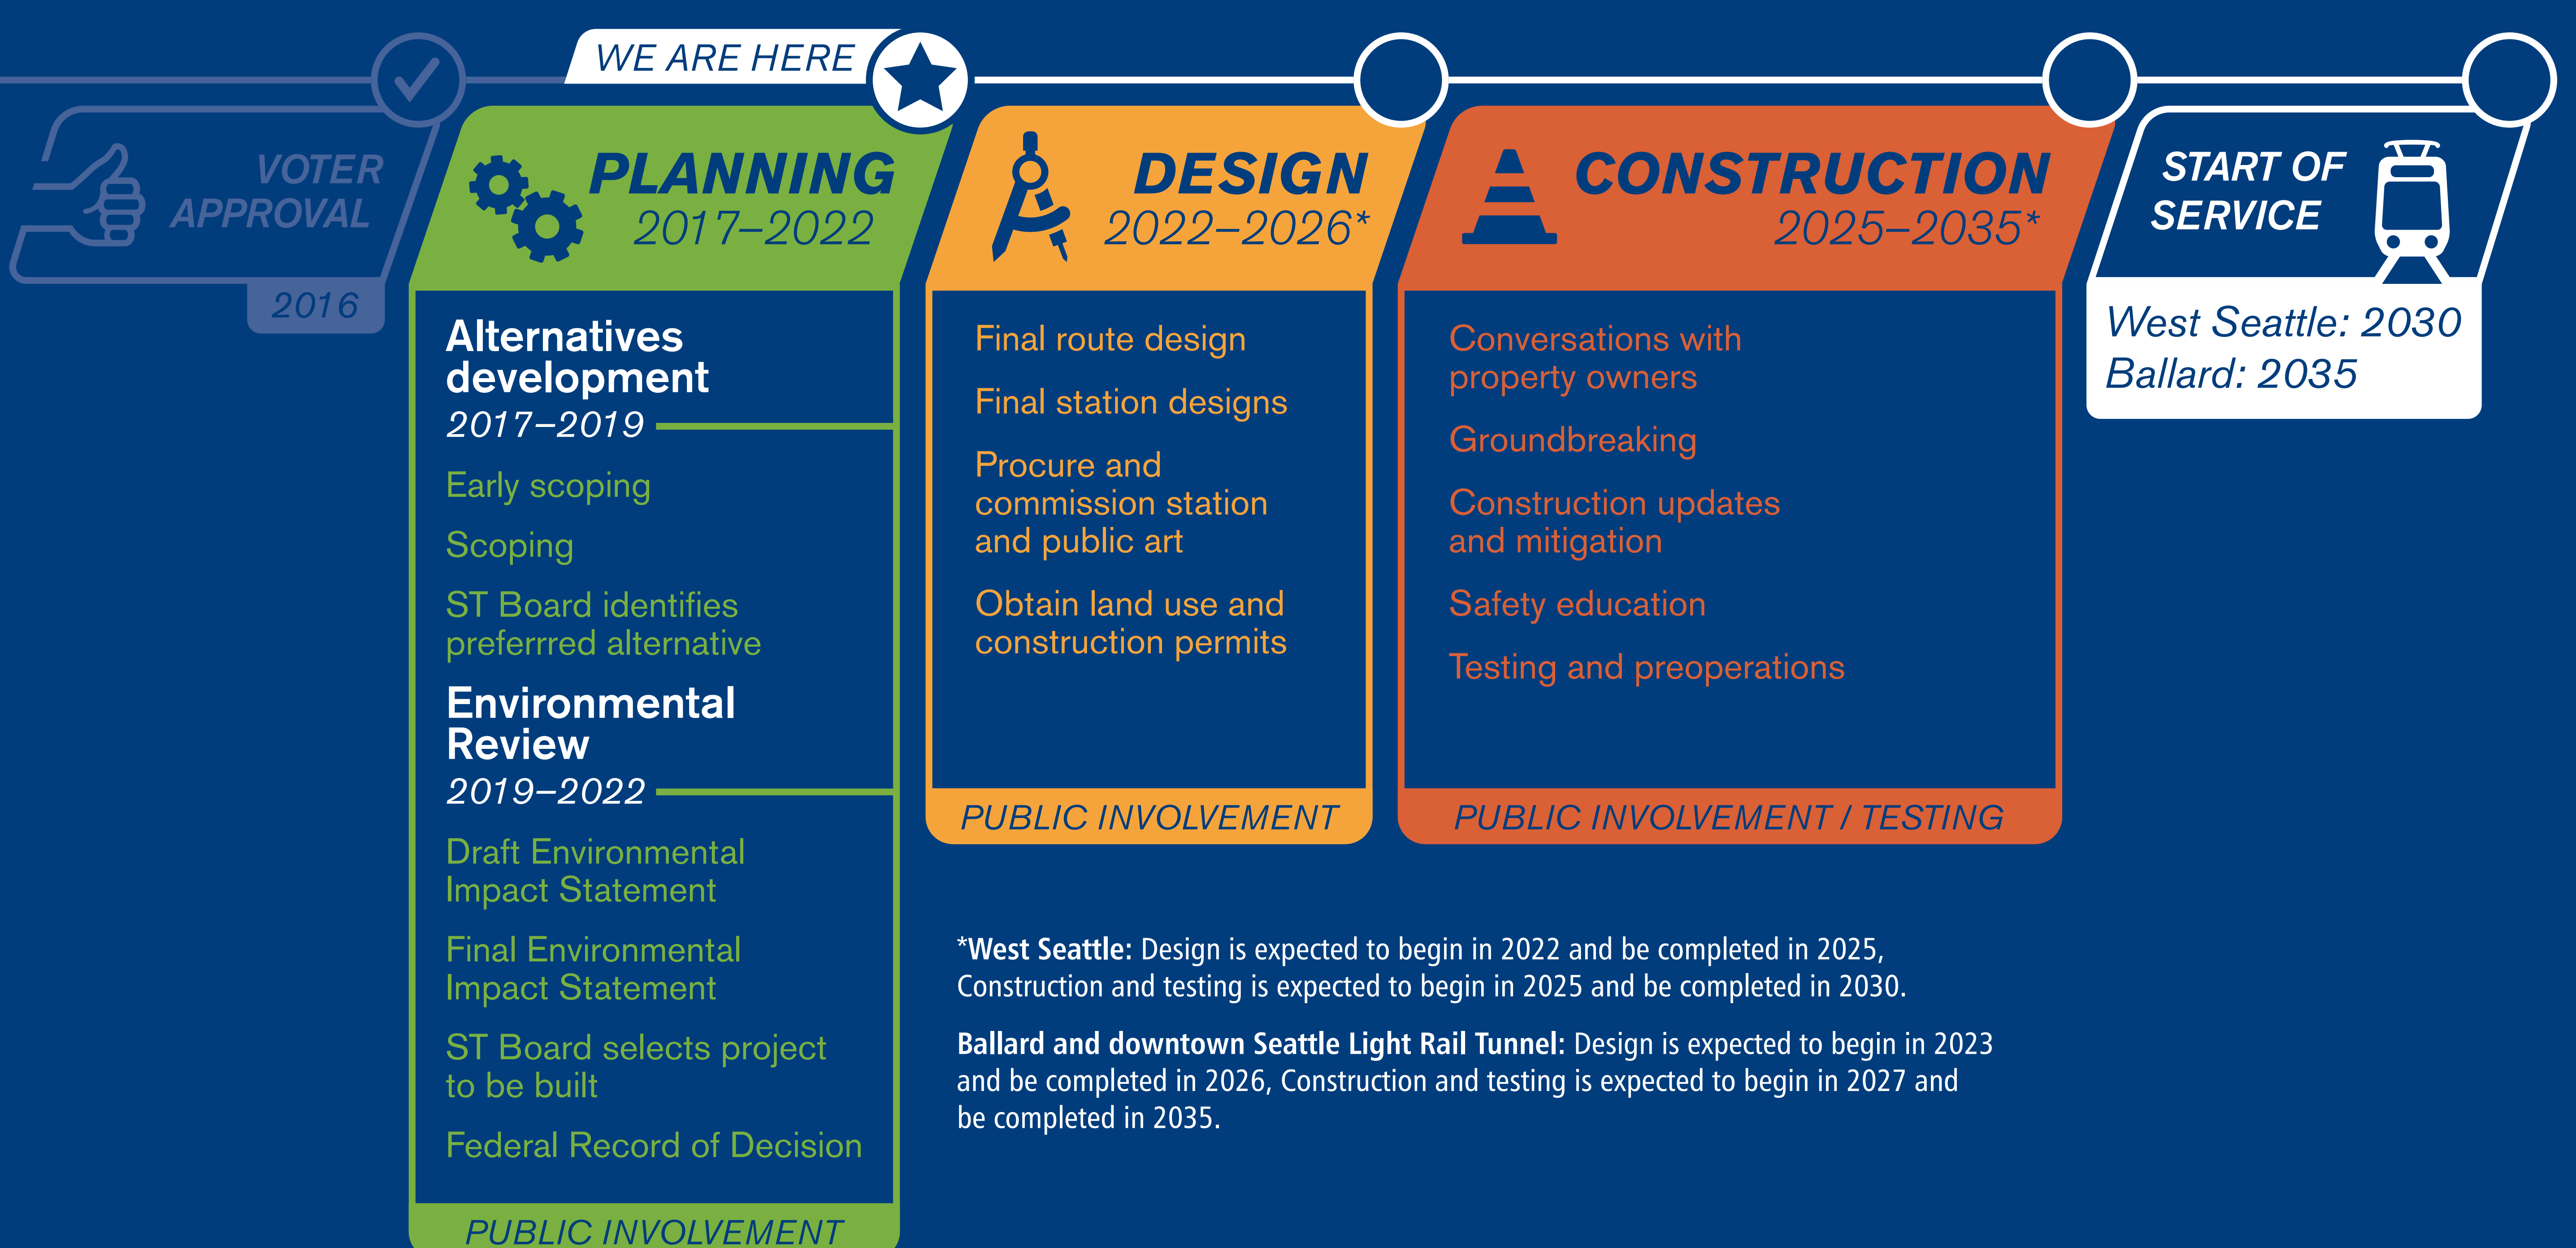 WE ARE HERE
VOTER
APPROVAL
2016
PLANNING
2017–2022
Alternatives
development
2017–2019
Early scoping
Scoping
ST Board identifies
preferrred alternative
Environmental
Review
2019–2022
Draft Environmental
Impact Statement
Final Environmental
Impact Statement
ST Board selects project
to be built
Federal Record of Decision
PUBLIC INVOLVEMENT
DESIGN
2022–2026*
Final route design
Final station designs
Procure and
commission station
and public art
Obtain land use and
construction permits
PUBLIC INVOLVEMENT
CONSTRUCTION
2025–2035*
Conversations with
property owners
Groundbreaking
Construction updates
and mitigation
Safety education
Testing and preoperations
PUBLIC INVOLVEMENT / TESTING
START OF
SERVICE
West Seattle: 2030
Ballard: 2035
*West Seattle: Design is expected to begin in 2022 and be completed in 2025,
Construction and testing is expected to begin in 2025 and be completed in 2030.
Ballard and downtown Seattle Light Rail Tunnel: Design is expected to begin in 2023
and be completed in 2026, Construction and testing is expected to begin in 2027 and
be completed in 2035.